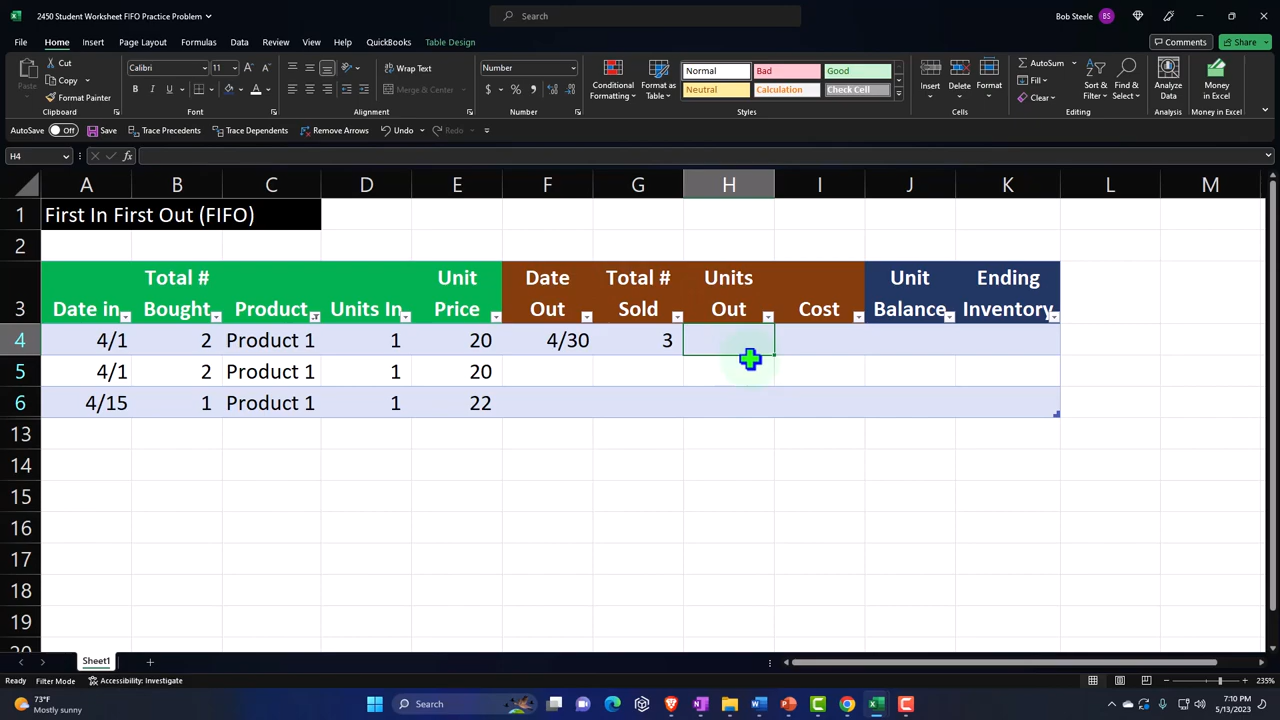 2450 Student Worksheet FIFO Practice Problem
Search
Bob Steele
BS
File Home Insert Page Layout Formulas Data Review View Help QuickBooks Table Design
Comments
Share
Paste
Cut
Copy
Format Painter
Clipboard
Calibri
11
B I U
Font
Wrap Text
Merge & Center
Alignment
Number
$ % 9
Number
Conditional Formatting
Format as Table
Normal Bad Good
Neutral Calculation Check Cell
Styles
Insert Delete Format
Cells
AutoSum
Fill
Clear
Sort & Filter
Find & Select
Editing
Analyze Data
Analysis
Money in Excel
Money in Excel
AutoSave Off Save Trace Precedents Trace Dependents Remove Arrows Undo Redo
H4
fx
A B C D E F G H I J K L M
1 First In First Out (FIFO)
2
3 Date in Total # Bought Product Units In Unit Price Date Out Total # Sold Units Out Cost Unit Balance Ending Inventory
4 4/1 2 Product 1 1 20 4/30 3
5 4/1 2 Product 1 1 20
6 4/15 1 Product 1 1 22
13
14
15
16
17
18
19
Sheet1
Ready Filter Mode Accessibility: Investigate
235%
73°F
Mostly sunny
Search
7:10 PM
5/13/2023